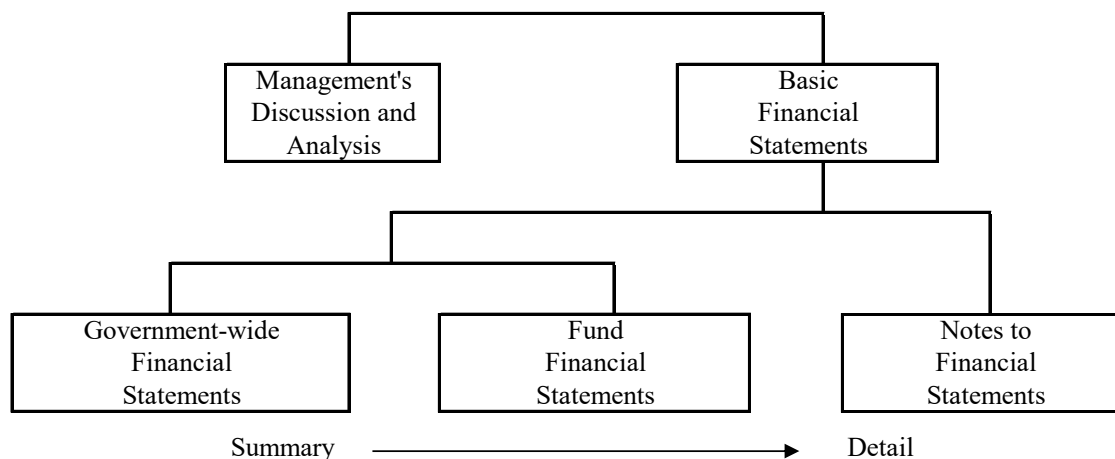 Management's
Discussion and
Analysis
Basic
Financial
Statements
Government-wide
Financial
Statements
Fund
Financial
Statements
Notes to
Financial
Statements
Summary
Detail